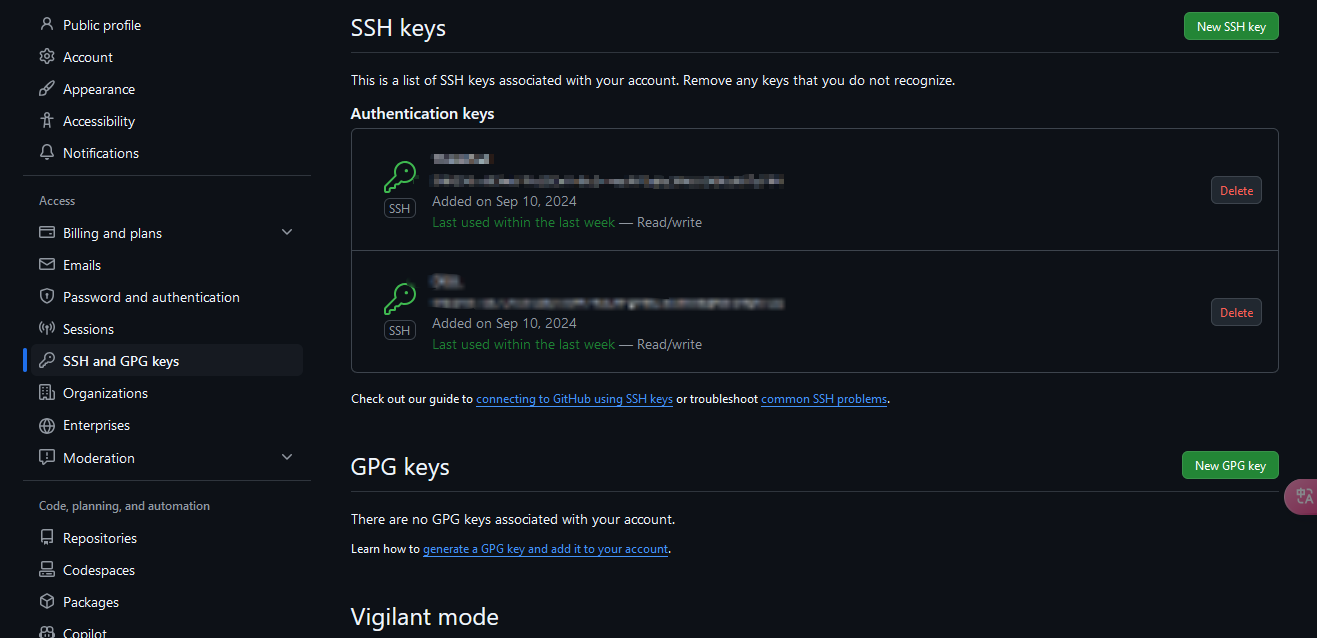 Public profile
Account
Appearance
Accessibility
Notifications
Access
Billing and plans
Emails
Password and authentication
Sessions
SSH and GPG keys
Organizations
Enterprises
Moderation
Code, planning, and automation
Repositories
Codespaces
Packages
Copilot
SSH keys
New SSH key
This is a list of SSH keys associated with your account. Remove any keys that you do not recognize.
Authentication keys
SSH
Added on Sep 10, 2024
Last used within the last week — Read/write
Delete
SSH
Added on Sep 10, 2024
Last used within the last week — Read/write
Delete
Check out our guide to connecting to GitHub using SSH keys or troubleshoot common SSH problems.
GPG keys
New GPG key
There are no GPG keys associated with your account.
Learn how to generate a GPG key and add it to your account.
Vigilant mode
中A